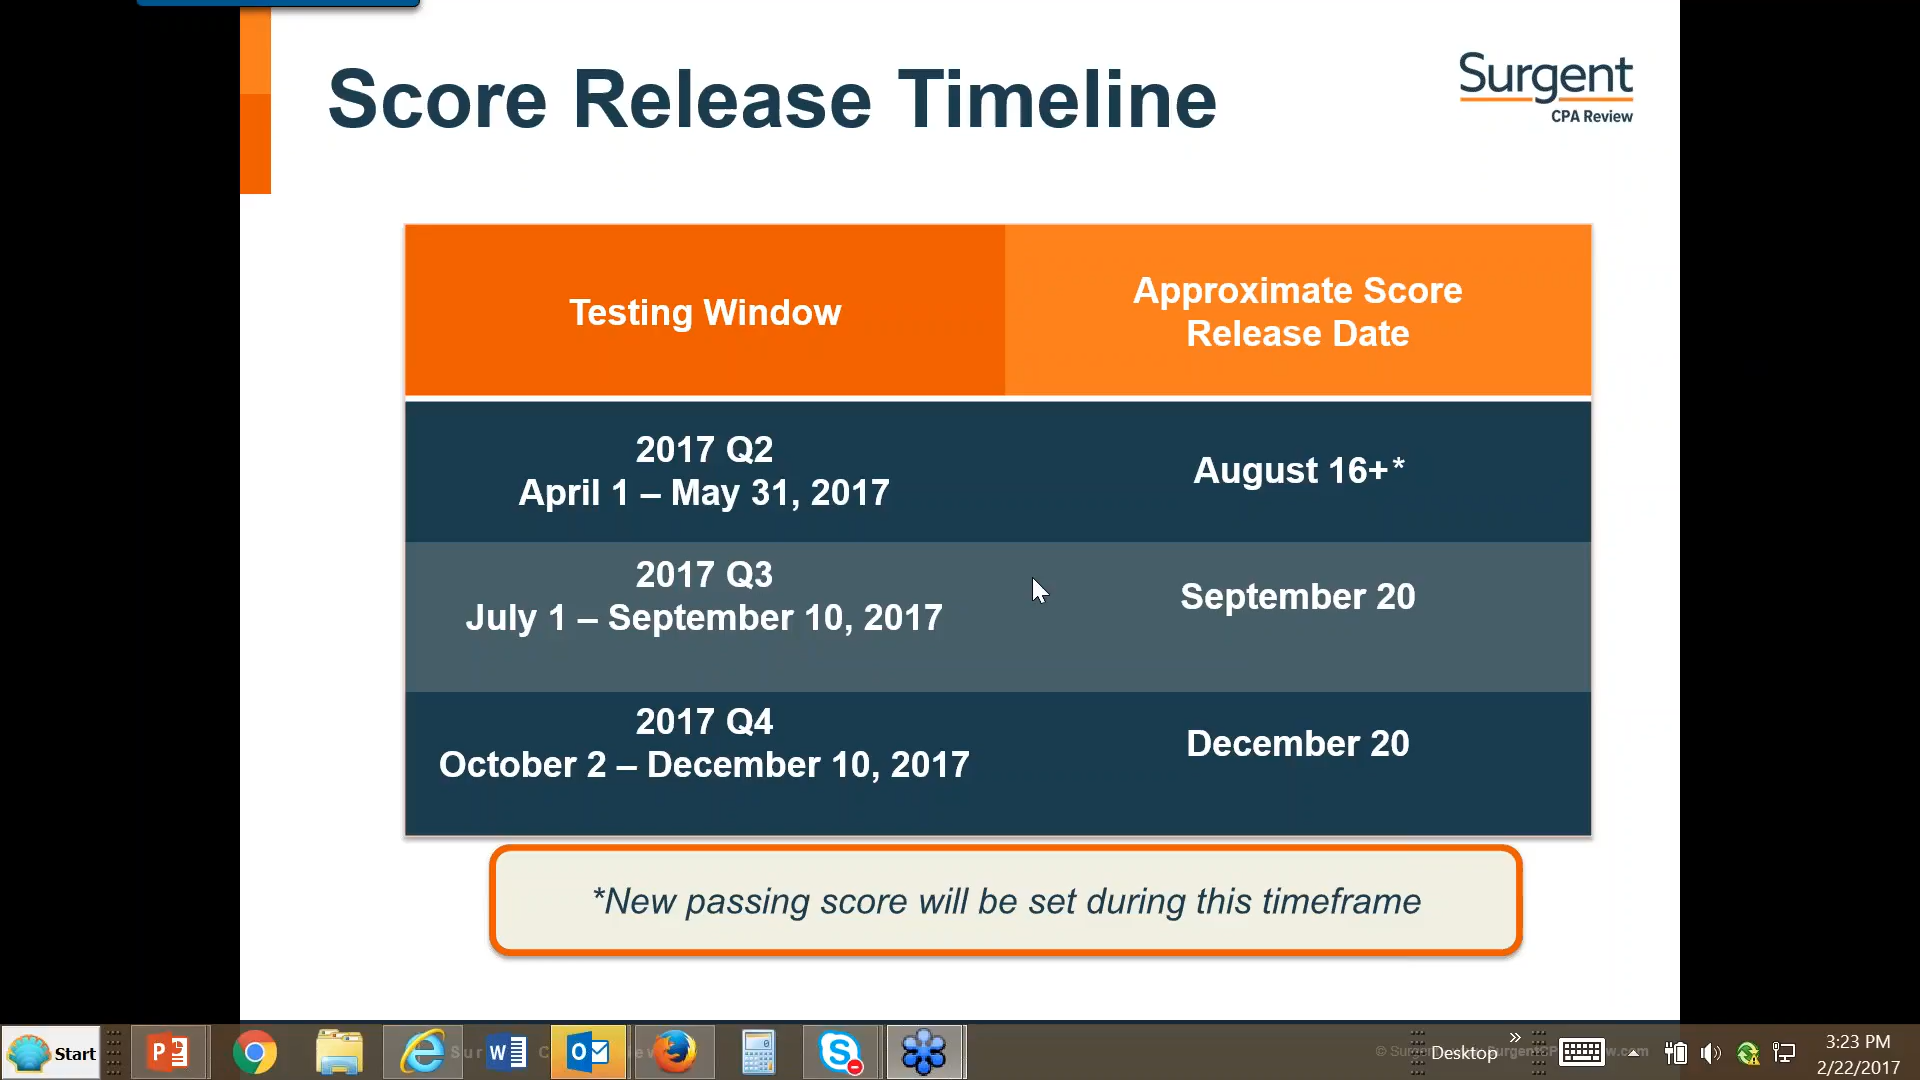 Score Release Timeline
Surgent
CPA Review
Testing Window
Approximate Score
Release Date
2017 Q2
April 1 – May 31, 2017
August 16+*
2017 Q3
July 1 – September 10, 2017
September 20
2017 Q4
October 2 – December 10, 2017
December 20
*New passing score will be set during this timeframe
Start
Desktop
3:23 PM
2/22/2017